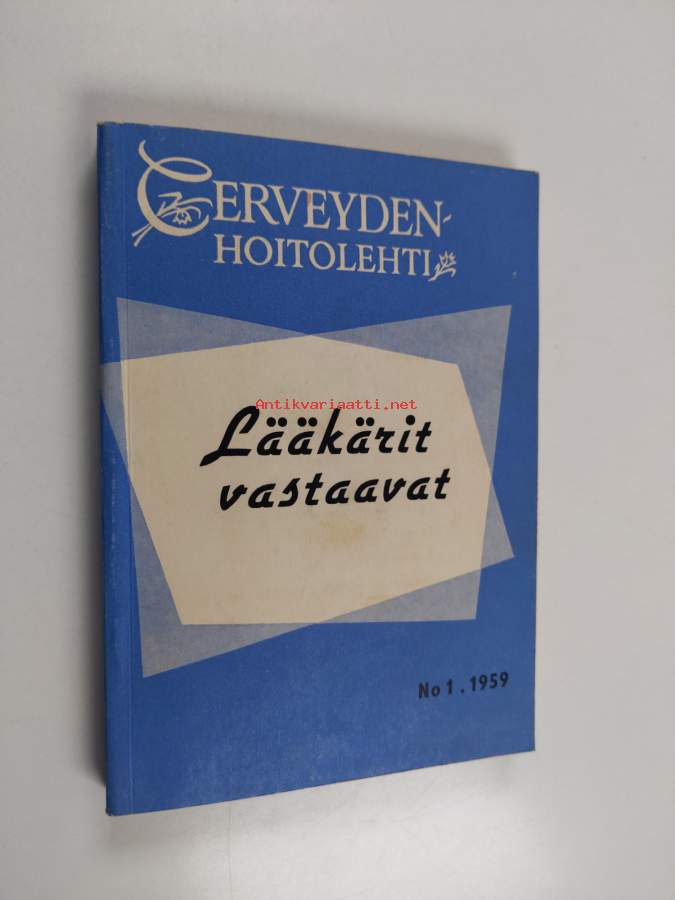 TERVEYDEN-
HOITOLEHTI
Antikvariaatti.net
Lääkärit
vastaavat
No 1. 1959